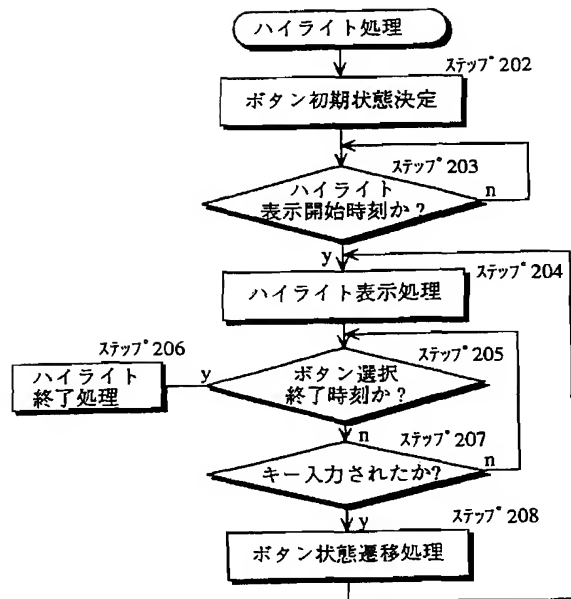 ハイライト処理
ステップ202
ボタン初期状態決定
ステップ203
ハイライト
表示開始時刻か?
n
y
ステップ204
ハイライト表示処理
ステップ206
ステップ205
ハイライト
終了処理
y
ボタン選択
終了時刻か?
n
ステップ207
キー入力されたか?
n
y
ステップ208
ボタン状態遷移処理